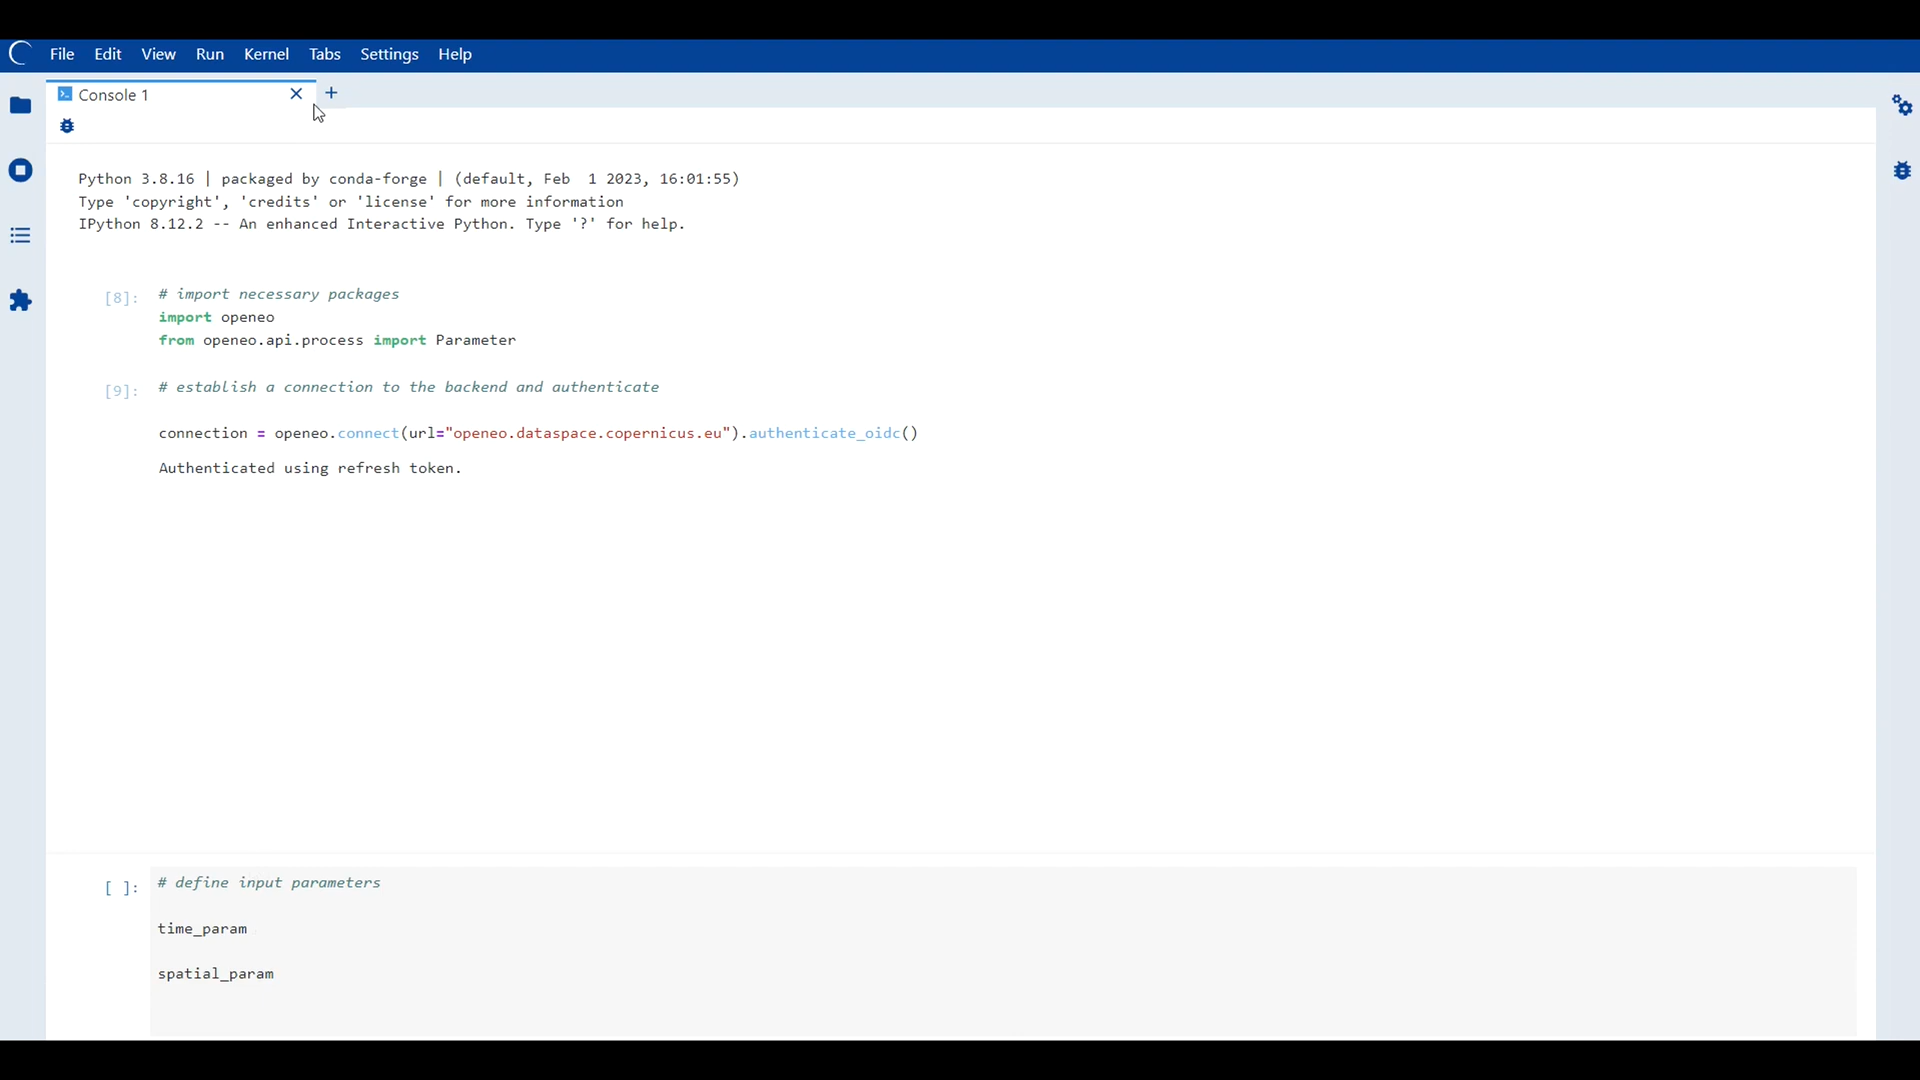 File Edit View Run Kernel Tabs Settings Help
Console 1
Python 3.8.16 | packaged by conda-forge | (default, Feb  1 2023, 16:01:55)
Type 'copyright', 'credits' or 'license' for more information
IPython 8.12.2 -- An enhanced Interactive Python. Type '?' for help.
[8]: # import necessary packages
import openeo
from openeo.api.process import Parameter
[9]: # establish a connection to the backend and authenticate
connection = openeo.connect(url="openeo.dataspace.copernicus.eu").authenticate_oidc()
Authenticated using refresh token.
[ ]: # define input parameters
time_param
spatial_param